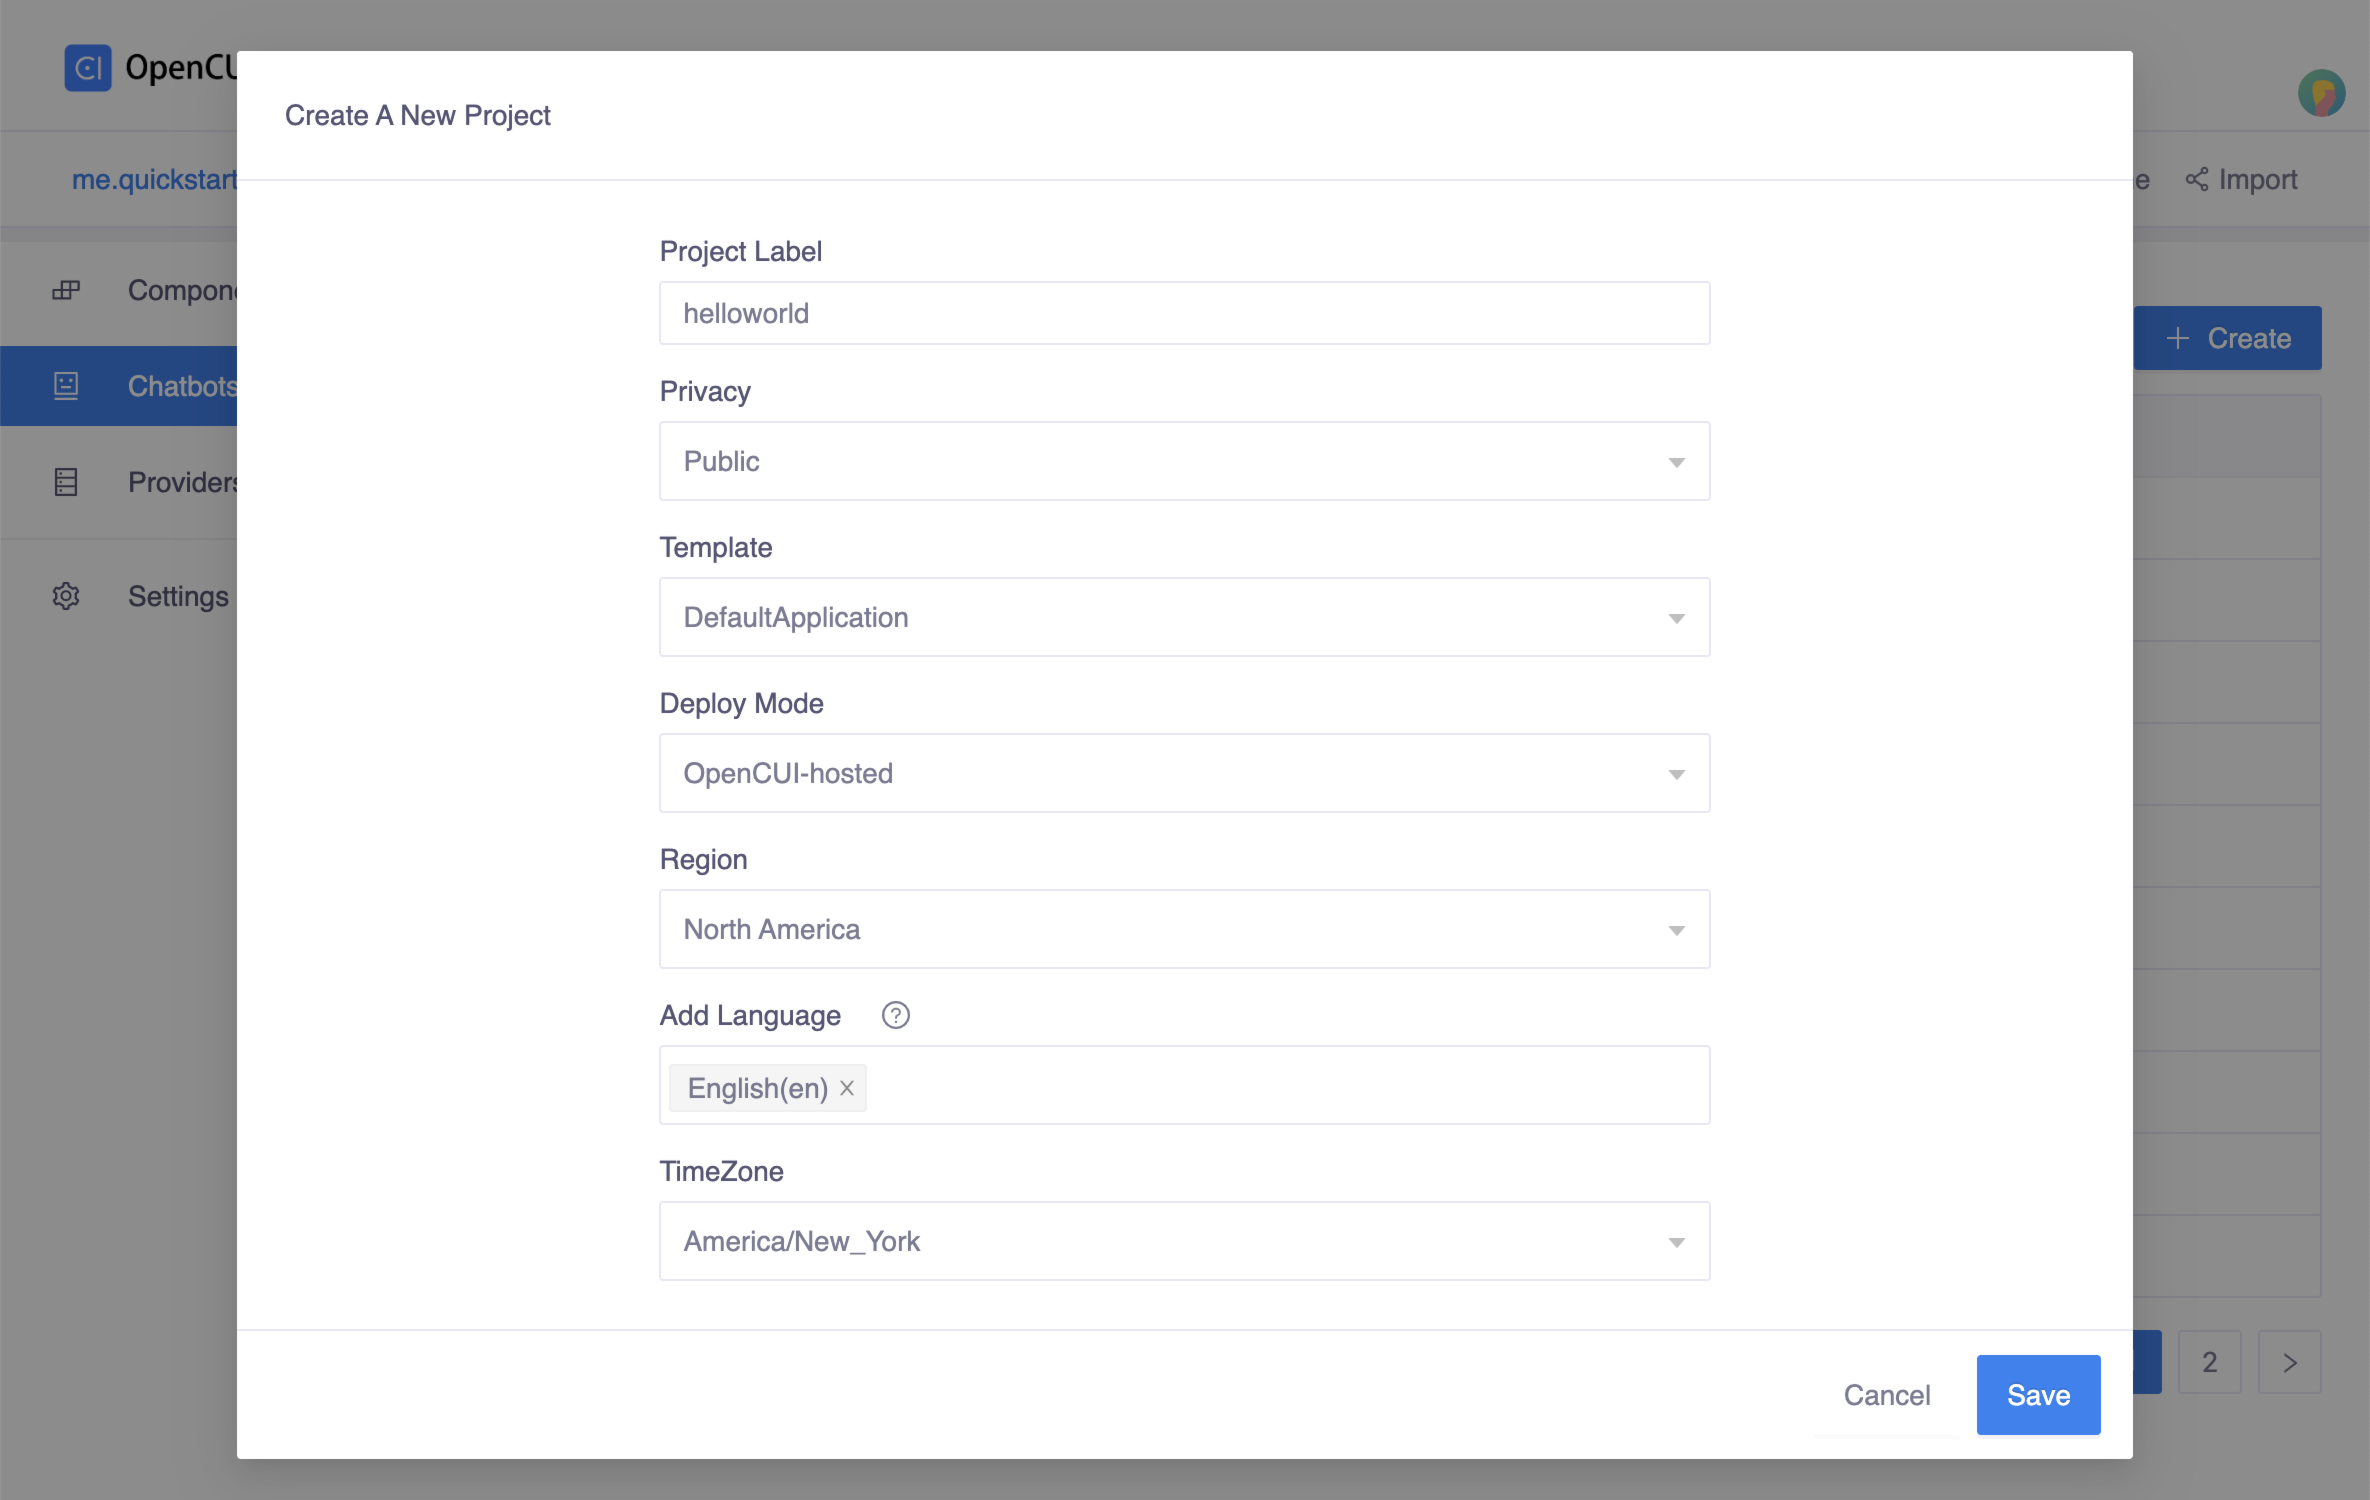 OpenCU
Create A New Project
me.quickstart
Import
Project Label
helloworld
Privacy
Public
Template
DefaultApplication
Deploy Mode
OpenCUI-hosted
Region
North America
Add Language ?
English(en) X
TimeZone
America/New_York
Cancel
Save
Compone
Chatbots
Providers
Settings
+ Create
2 >